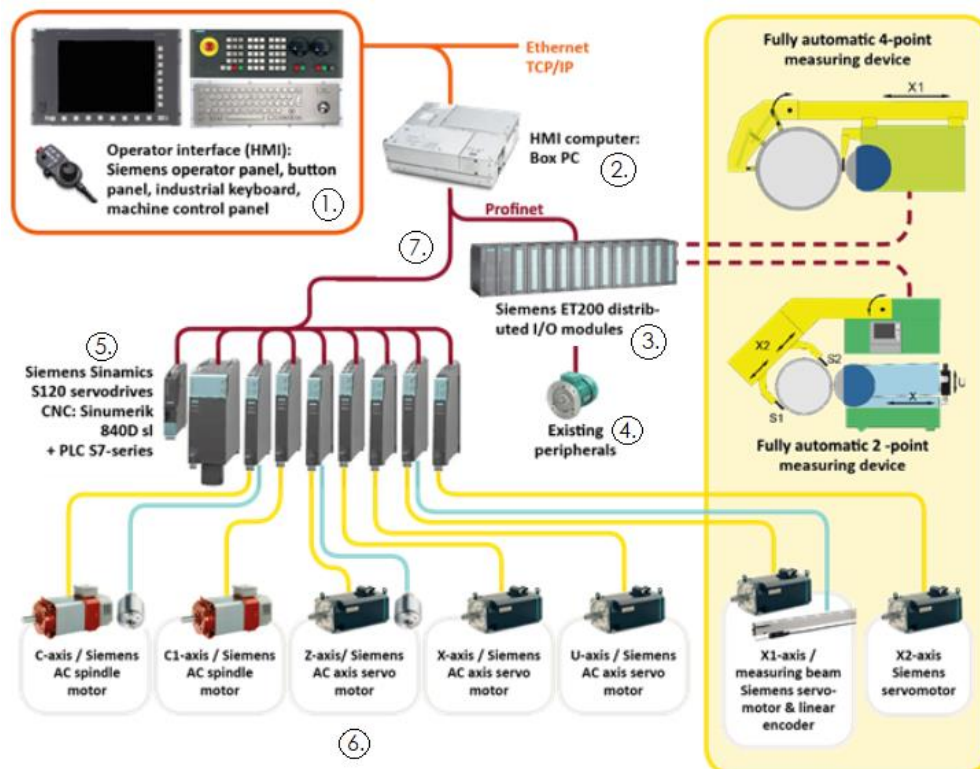 Ethernet
TCP/IP
Operator interface (HMI):
Siemens operator panel, button
panel, industrial keyboard,
machine control panel
1.
HMI computer:
Box PC
2.
Profinet
7.
Siemens ET200 distrib-
uted I/O modules
3.
Existing
peripherals
4.
5.
Siemens Sinamics
S120 servodrives
CNC: Sinumerik
840D sl
+ PLC S7-series
Fully automatic 4-point
measuring device
X1
X2
S2
S1
X
U
Fully automatic 2 -point
measuring device
C-axis / Siemens
AC spindle
motor
C1-axis / Siemens
AC spindle
motor
Z-axis/ Siemens
AC axis servo
motor
X-axis / Siemens
AC axis servo
motor
U-axis / Siemens
AC axis servo
motor
X1-axis /
measuring beam
Siemens servo-
motor & linear
encoder
X2-axis
Siemens
servomotor
6.